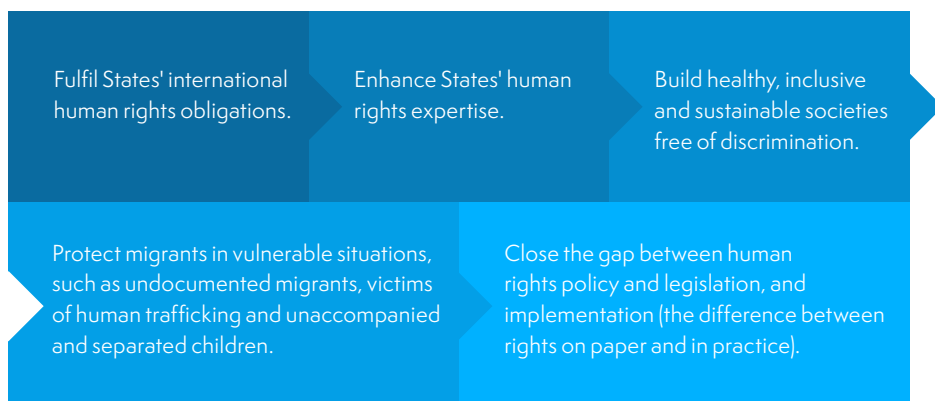 Fulfil States' international
human rights obligations.
Enhance States' human
rights expertise.
Build healthy, inclusive
and sustainable societies
free of discrimination.
Protect migrants in vulnerable situations,
such as undocumented migrants, victims
of human trafficking and unaccompanied
and separated children.
Close the gap between human
rights policy and legislation, and
implementation (the difference between
rights on paper and in practice).